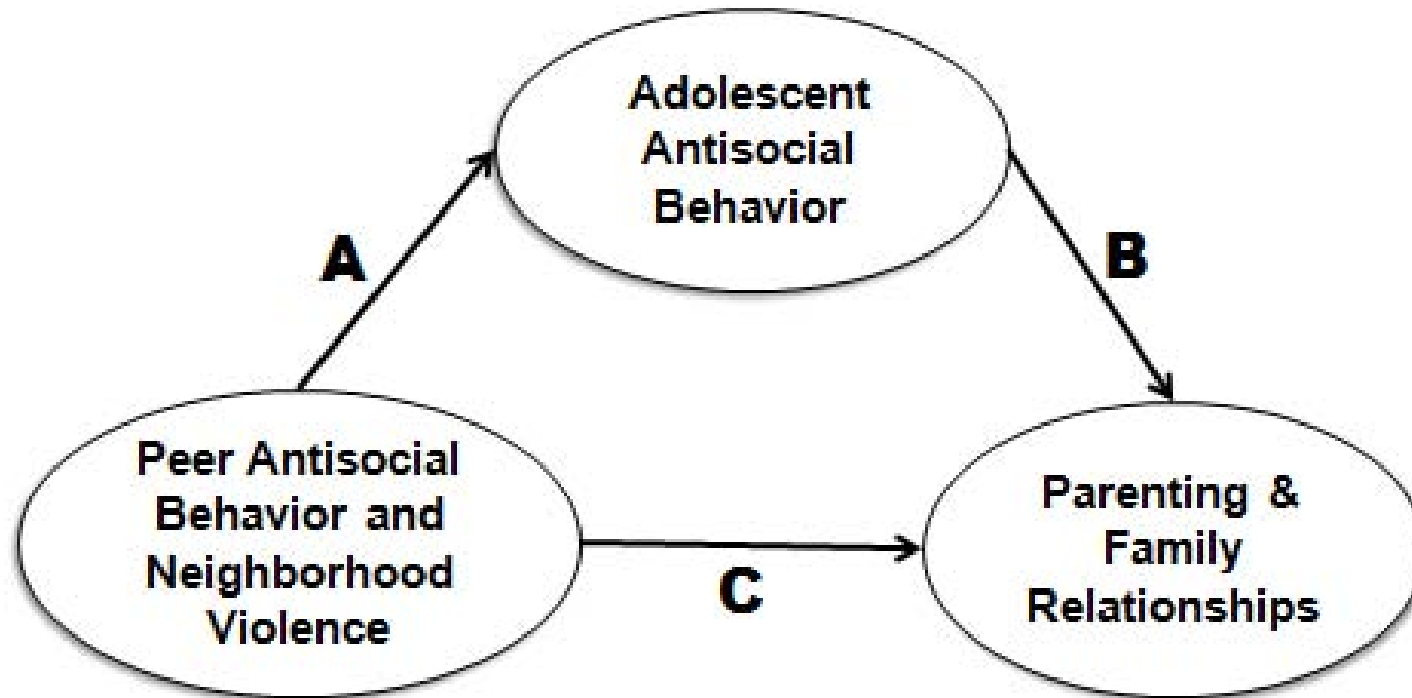 Adolescent
Antisocial
Behavior
A
B
Peer Antisocial
Behavior and
Neighborhood
Violence
C
Parenting &
Family
Relationships